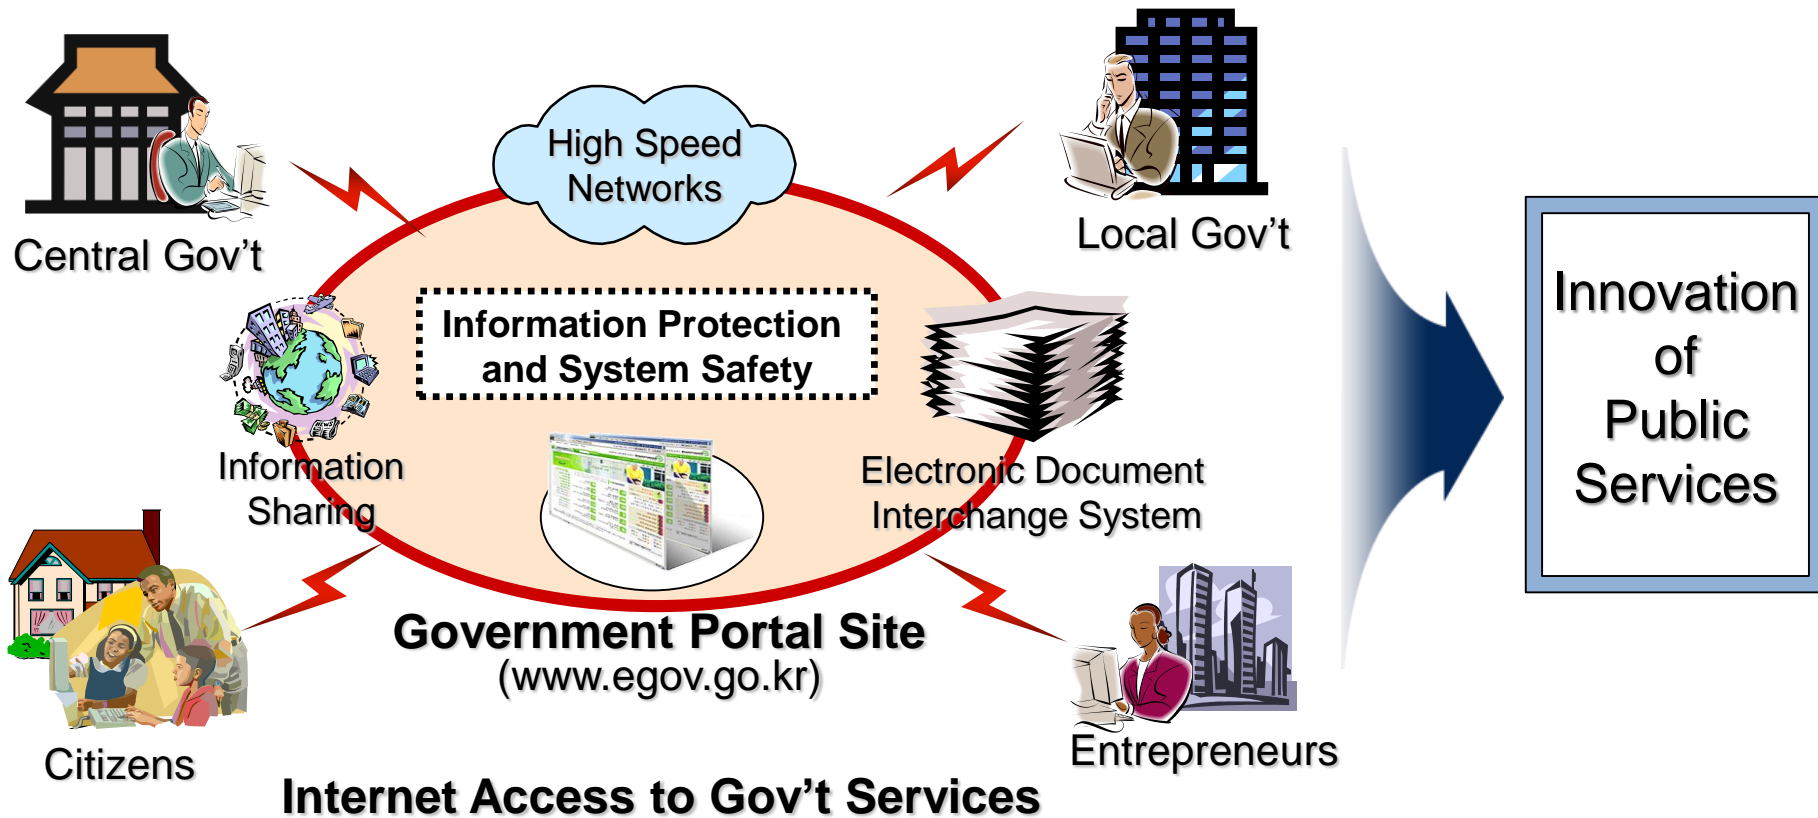 High Speed
Networks
Central Gov’t
Local Gov’t
Information Protection
and System Safety
Innovation
of
Public
Services
Information
Sharing
Electronic Document
Interchange System
Government Portal Site
(www.egov.go.kr)
Citizens
Entrepreneurs
Internet Access to Gov’t Services